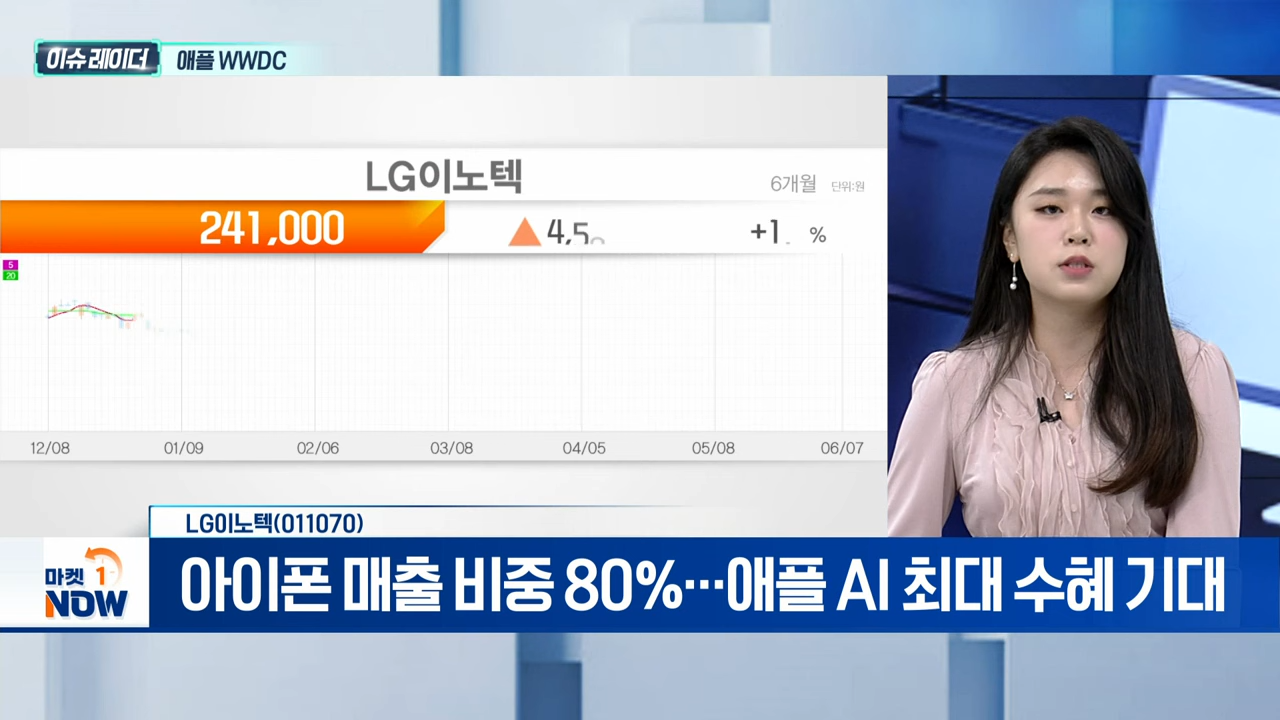 이슈 레이더 애플 WWDC
LG이노텍
6개월 단위:원
241,000 ▲ 4,5 +1 %
5
20
12/08 01/09 02/06 03/08 04/05 05/08 06/07
LG이노텍(011070)
마켓 1
NOW
아이폰 매출 비중 80%…애플 AI 최대 수혜 기대